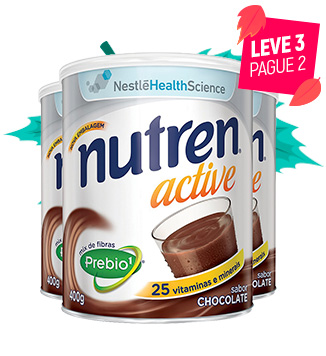 LEVE 3
PAGUE 2
NestléHealthScience
NOVA EMBALAGEM
nutren
active
mix de fibras
Prebio¹
25 vitaminas e minerais
sabor
CHOCOLATE
400g
400g